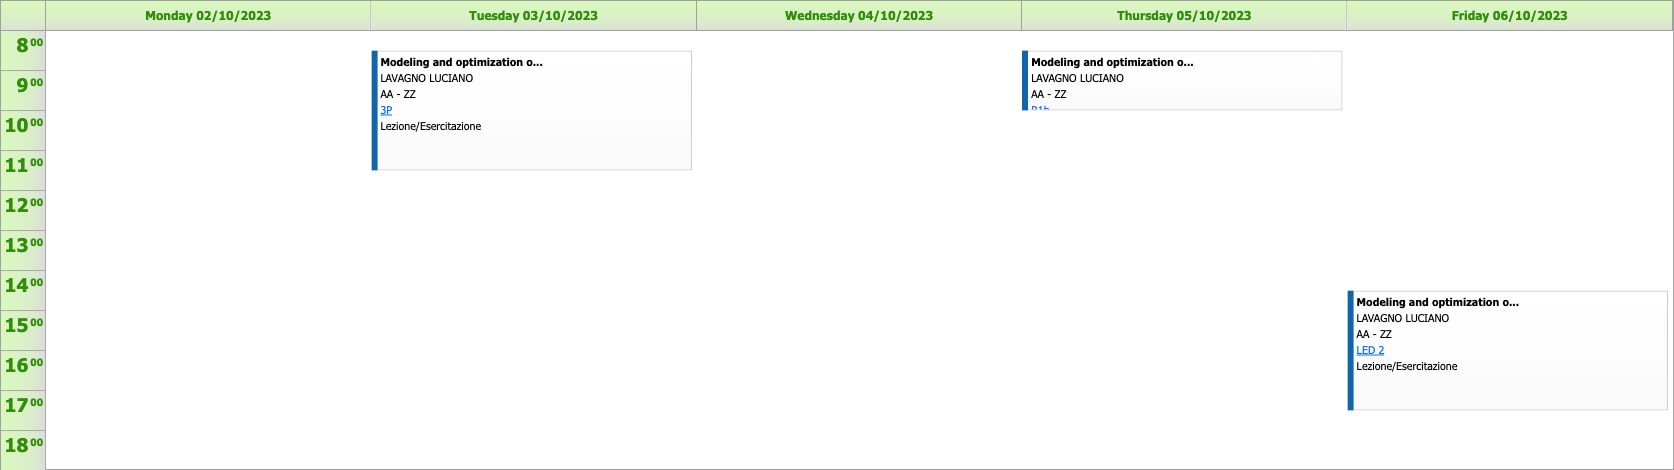 Monday 02/10/2023
Tuesday 03/10/2023
Wednesday 04/10/2023
Thursday 05/10/2023
Friday 06/10/2023
8 00
9 00
10 00
11 00
12 00
13 00
14 00
15 00
16 00
17 00
18 00
Modeling and optimization o...
LAVAGNO LUCIANO
AA - ZZ
3P
Lezione/Esercitazione
Modeling and optimization o...
LAVAGNO LUCIANO
AA - ZZ
Modeling and optimization o...
LAVAGNO LUCIANO
AA - ZZ
LED 2
Lezione/Esercitazione